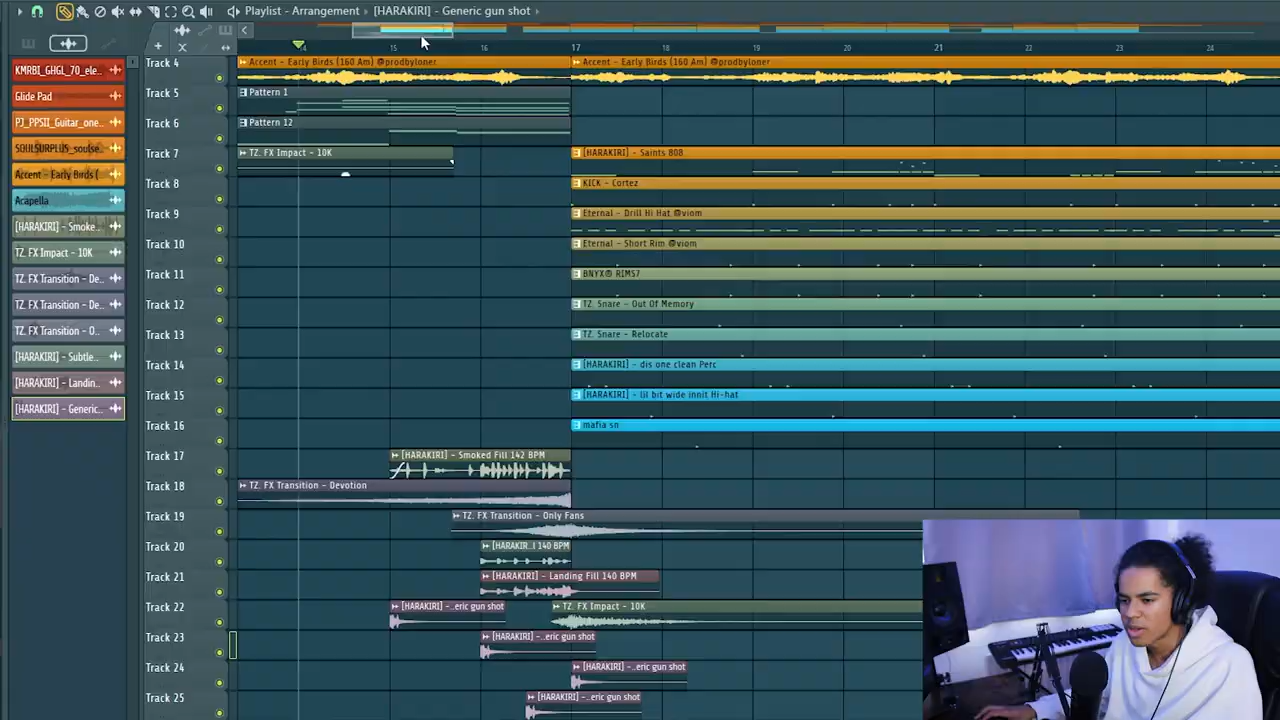 Playlist - Arrangement › [HARAKIRI] - Generic gun shot ›
14 15 16 17 18 19 20 21 22 23 24
KMRBI_GHGL_70_ele..
Glide Pad
PJ_PPSII_Guitar_one..
SOULSURPLUS_soulse..
Accent - Early Birds (
Acapella
[HARAKIRI] - Smoke..
TZ. FX Impact - 10K
TZ. FX Transition - De..
TZ. FX Transition - De..
TZ. FX Transition - O..
[HARAKIRI] - Subtle..
[HARAKIRI] - Landin..
[HARAKIRI] - Generic..
Track 4
Accent - Early Birds (160 Am) @prodbyloner
Accent - Early Birds (160 Am) @prodbyloner
Track 5
Pattern 1
Track 6
Pattern 12
Track 7
TZ. FX Impact - 10K
[HARAKIRI] - Saints 808
Track 8
KICK - Cortez
Track 9
Eternal - Drill Hi Hat @viom
Track 10
Eternal - Short Rim @viom
Track 11
BNYX® RIMS7
Track 12
TZ. Snare - Out Of Memory
Track 13
TZ. Snare - Relocate
Track 14
[HARAKIRI] - dis one clean Perc
Track 15
[HARAKIRI] - lil bit wide innit Hi-hat
Track 16
mafia sn
Track 17
[HARAKIRI] - Smoked Fill 142 BPM
Track 18
TZ. FX Transition - Devotion
Track 19
TZ. FX Transition - Only Fans
Track 20
[HARAKIR..l 140 BPM
Track 21
[HARAKIRI] - Landing Fill 140 BPM
Track 22
[HARAKIRI] -..eric gun shot
TZ. FX Impact - 10K
Track 23
[HARAKIRI] -..eric gun shot
Track 24
[HARAKIRI] -..eric gun shot
Track 25
[HARAKIRI] -..eric gun shot